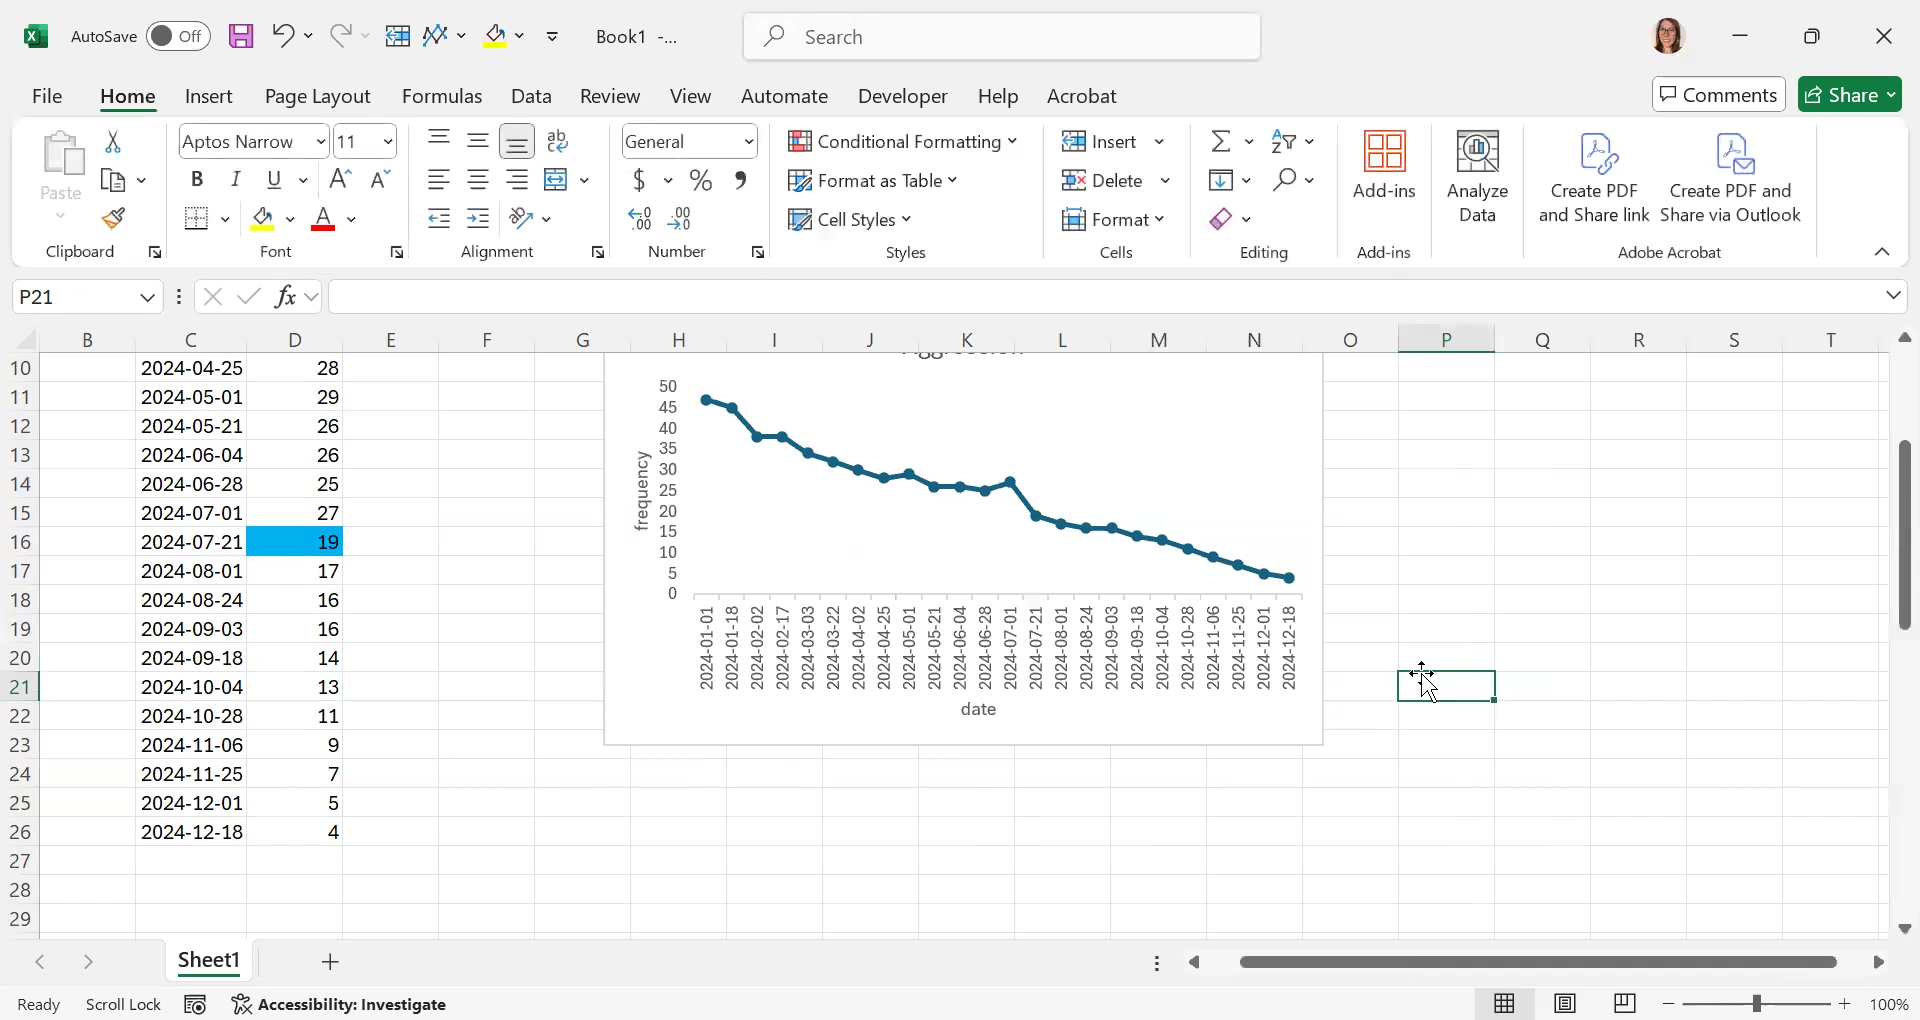 AutoSave Off Book1 -... Search
File Home Insert Page Layout Formulas Data Review View Automate Developer Help Acrobat Comments Share
Paste Aptos Narrow 11 General Conditional Formatting Insert
B I U A A ab c $ % Format as Table Delete Add-ins Analyze Data Create PDF and Share link Create PDF and Share via Outlook
A .00 .00 Cell Styles Format
Clipboard Font Alignment Number Styles Cells Editing Add-ins Adobe Acrobat
P21 fx
B C D E F G H I J K L M N O P Q R S T
10 2024-04-25 28
11 2024-05-01 29
12 2024-05-21 26
13 2024-06-04 26
14 2024-06-28 25
15 2024-07-01 27
16 2024-07-21 19
17 2024-08-01 17
18 2024-08-24 16
19 2024-09-03 16
20 2024-09-18 14
21 2024-10-04 13
22 2024-10-28 11
23 2024-11-06 9
24 2024-11-25 7
25 2024-12-01 5
26 2024-12-18 4
27
28
29
Aggression
50
45
40
35
30
25
20
15
10
5
0
frequency
2024-01-01
2024-01-18
2024-02-02
2024-02-17
2024-03-03
2024-03-22
2024-04-02
2024-04-25
2024-05-01
2024-05-21
2024-06-04
2024-06-28
2024-07-01
2024-07-21
2024-08-01
2024-08-24
2024-09-03
2024-09-18
2024-10-04
2024-10-28
2024-11-06
2024-11-25
2024-12-01
2024-12-18
date
Sheet1
Ready Scroll Lock Accessibility: Investigate 100%